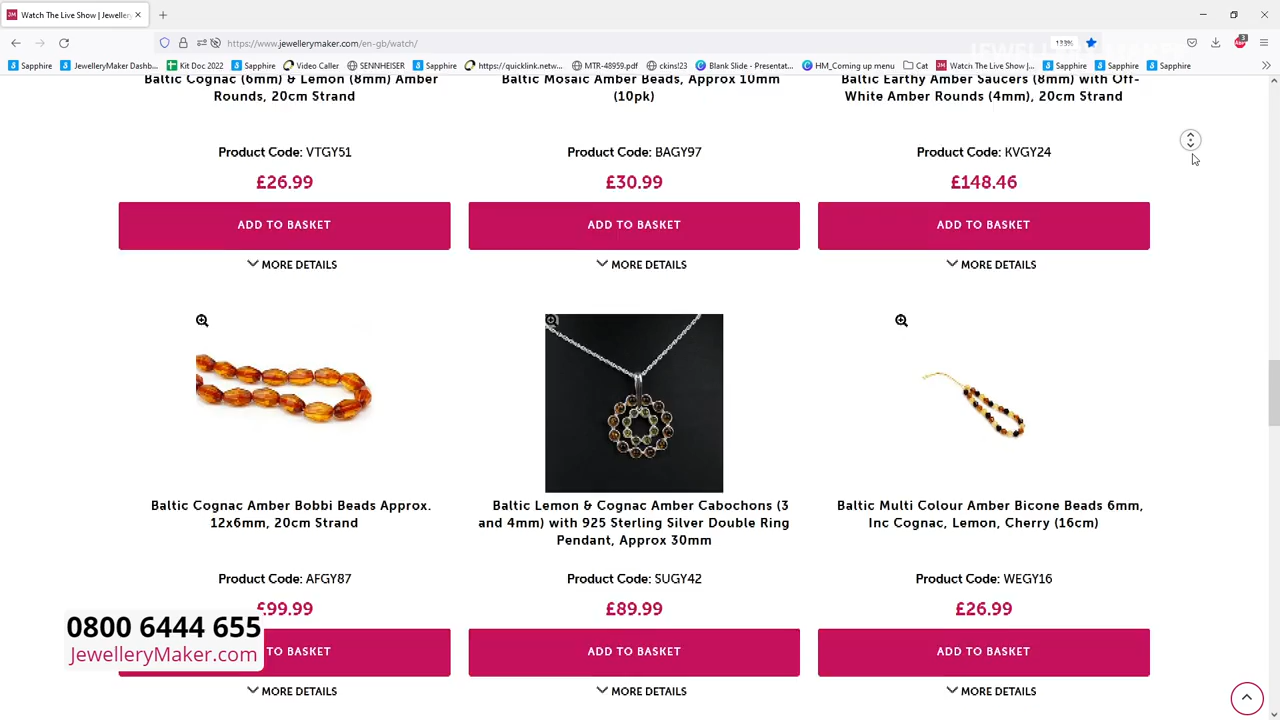 Watch The Live Show | Jeweller
https://www.jewellerymaker.com/en-gb/watch/
133%
JEWELLERYMAKER
Sapphire
JewelleryMaker Dashb...
Kit Doc 2022
Sapphire
Video Caller
SENNHEISER
Sapphire
https://quicklink.netw...
MTR-48959.pdf
ckinsl23
Blank Slide - Presentat...
HM_Coming up menu
Cat
Watch The Live Show J...
Sapphire
Sapphire
Sapphire
Baltic Cognac (6mm) & Lemon (8mm) Amber
Rounds, 20cm Strand
Product Code: VTGY51
£26.99
ADD TO BASKET
MORE DETAILS
Baltic Mosaic Amber Beads, Approx 10mm
(10pk)
Product Code: BAGY97
£30.99
ADD TO BASKET
MORE DETAILS
Baltic Earthy Amber Saucers (8mm) with Off-
White Amber Rounds (4mm), 20cm Strand
Product Code: KVGY24
£148.46
ADD TO BASKET
MORE DETAILS
Baltic Cognac Amber Bobbi Beads Approx.
12x6mm, 20cm Strand
Product Code: AFGY87
£99.99
TO BASKET
MORE DETAILS
Baltic Lemon & Cognac Amber Cabochons (3
and 4mm) with 925 Sterling Silver Double Ring
Pendant, Approx 30mm
Product Code: SUGY42
£89.99
ADD TO BASKET
MORE DETAILS
Baltic Multi Colour Amber Bicone Beads 6mm,
Inc Cognac, Lemon, Cherry (16cm)
Product Code: WEGY16
£26.99
ADD TO BASKET
MORE DETAILS
0800 6444 655
JewelleryMaker.com